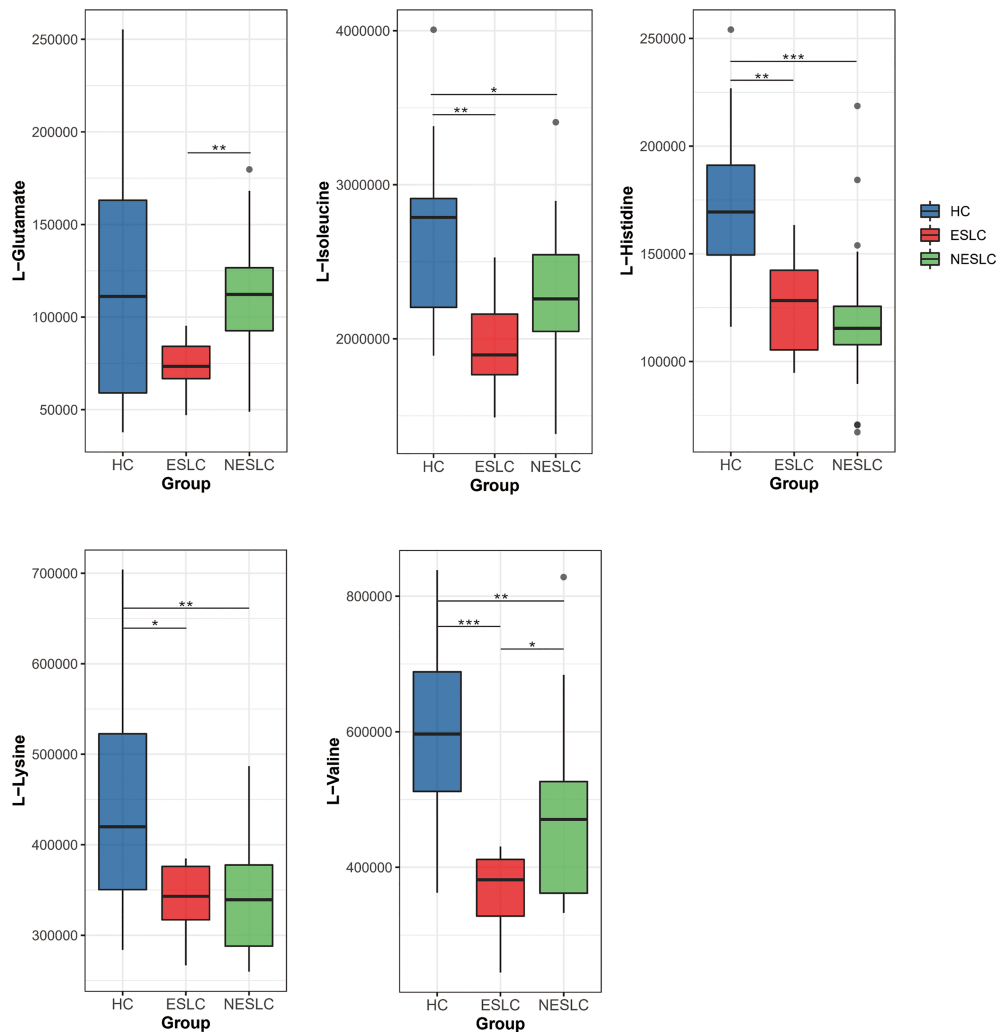 L−Glutamate
250000
200000
150000
100000
50000
**
HC ESLC NESLC
Group
L−Isoleucine
4000000
3000000
2000000
*
**
HC ESLC NESLC
Group
L−Histidine
250000
200000
150000
100000
***
**
HC ESLC NESLC
Group
HC
ESLC
NESLC
L−Lysine
700000
600000
500000
400000
300000
**
*
HC ESLC NESLC
Group
L−Valine
800000
600000
400000
**
***
*
HC ESLC NESLC
Group